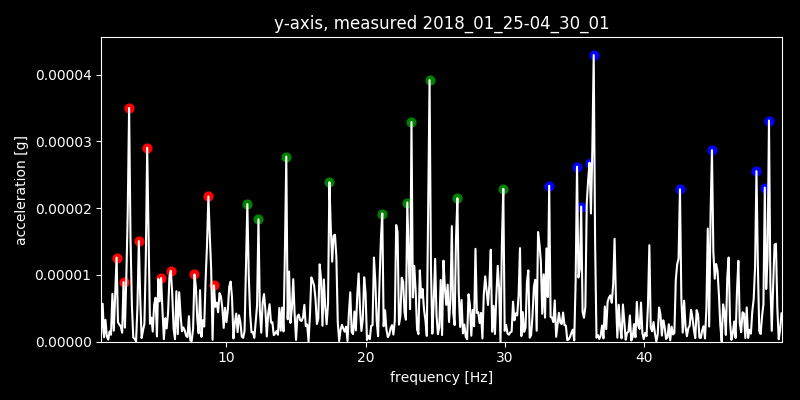 y-axis, measured 2018_01_25-04_30_01
acceleration [g]
0.00004
0.00003
0.00002
0.00001
0.00000
10 20 30 40
frequency [Hz]